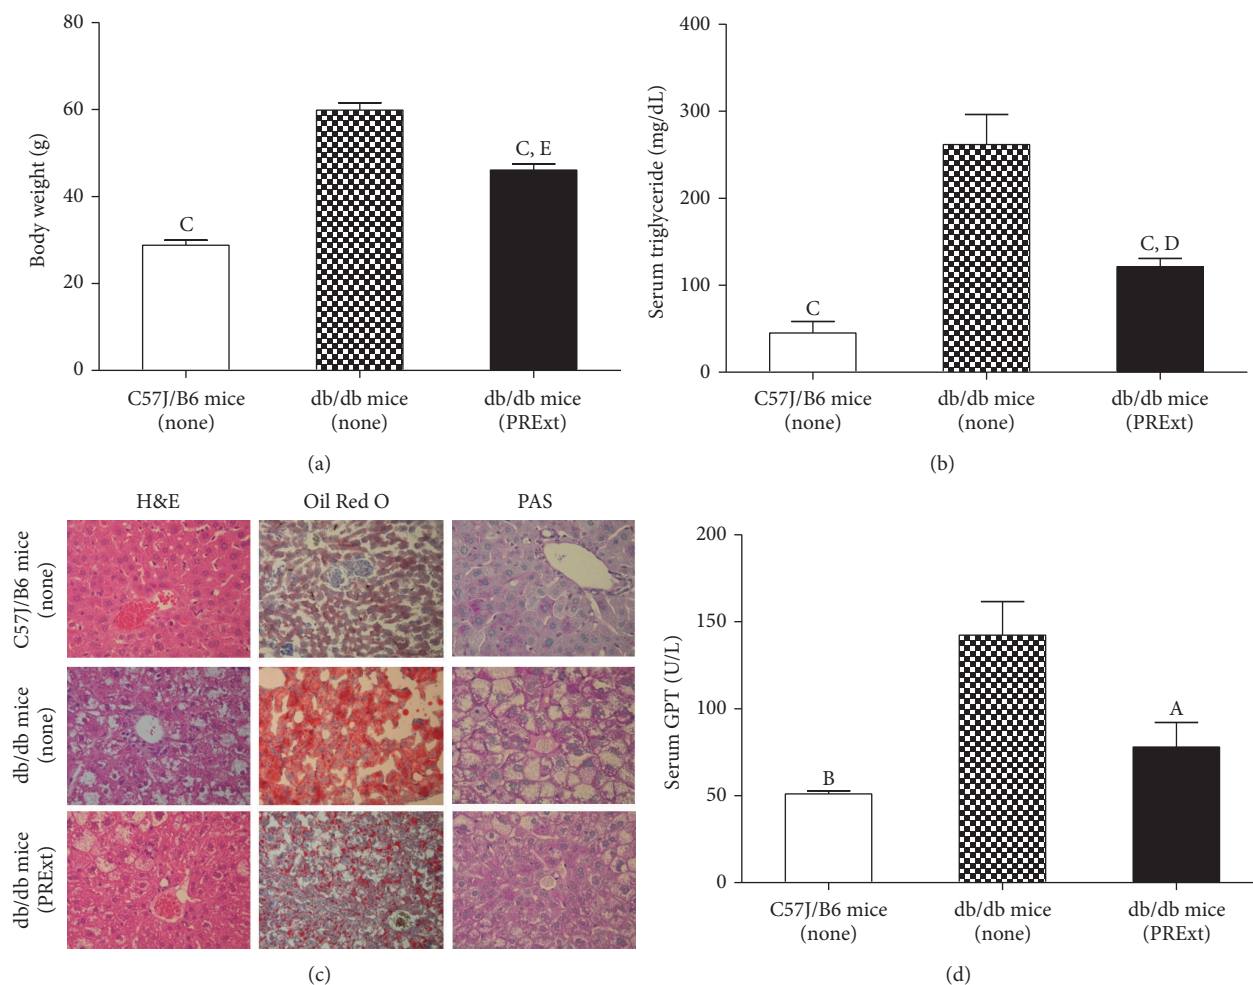 80
60
40
20
0
Body weight (g)
C
C, E
C57J/B6 mice
(none)
db/db mice
(none)
db/db mice
(PRExt)
(a)
400
300
200
100
0
Serum triglyceride (mg/dL)
C
C, D
C57J/B6 mice
(none)
db/db mice
(none)
db/db mice
(PRExt)
(b)
H&E
Oil Red O
PAS
C57J/B6 mice
(none)
db/db mice
(none)
db/db mice
(PRExt)
(c)
200
150
100
50
0
Serum GPT (U/L)
B
A
C57J/B6 mice
(none)
db/db mice
(none)
db/db mice
(PRExt)
(d)